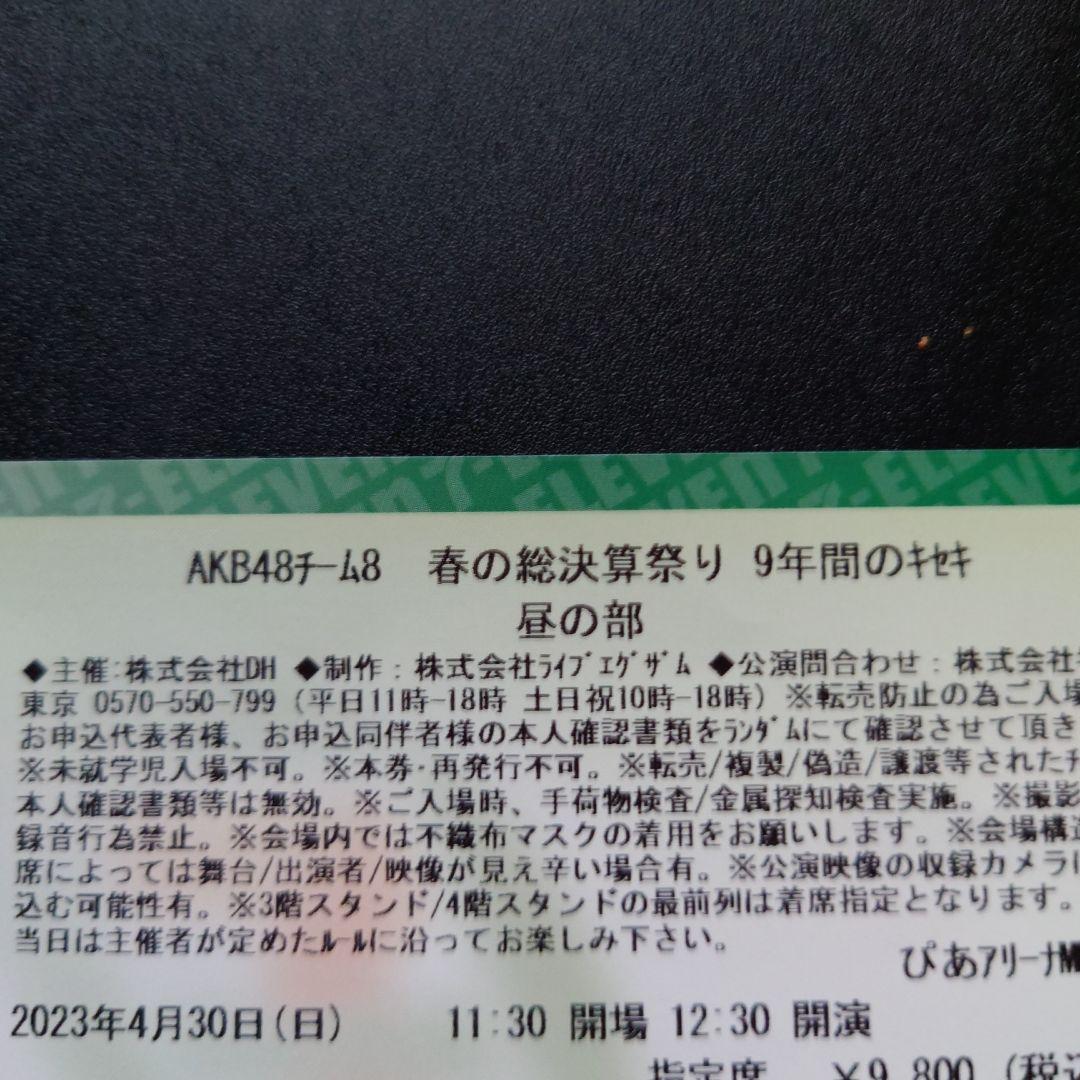 7-ELEVEN 7-ELEVEN
AKB48ﾁｰﾑ8 春の総決算祭り 9年間のｷｾｷ
昼の部
◆主催:株式会社DH ◆制作:株式会社ﾗｲﾌﾞｴｸﾞｻﾞﾑ ◆公演問合わせ:株式会社
東京 0570-550-799 (平日11時-18時 土日祝10時-18時) ※転売防止の為ご入場
お申込代表者様、お申込同伴者様の本人確認書類をﾗﾝﾀﾞﾑにて確認させて頂き
※未就学児入場不可。※本券・再発行不可。※転売/複製/偽造/譲渡等された
本人確認書類等は無効。※ご入場時、手荷物検査/金属探知検査実施。※撮影
録音行為禁止。※会場内では不織布マスクの着用をお願いします。※会場構造
席によっては舞台/出演者/映像が見え辛い場合有。※公演映像の収録カメラに
込む可能性有。※3階スタンド/4階スタンドの最前列は着席指定となります。
当日は主催者が定めたﾙｰﾙに沿ってお楽しみ下さい。
ぴあｱﾘｰﾅM
2023年4月30日(日) 11:30 開場 12:30 開演
指定席 ¥9,800 (税込